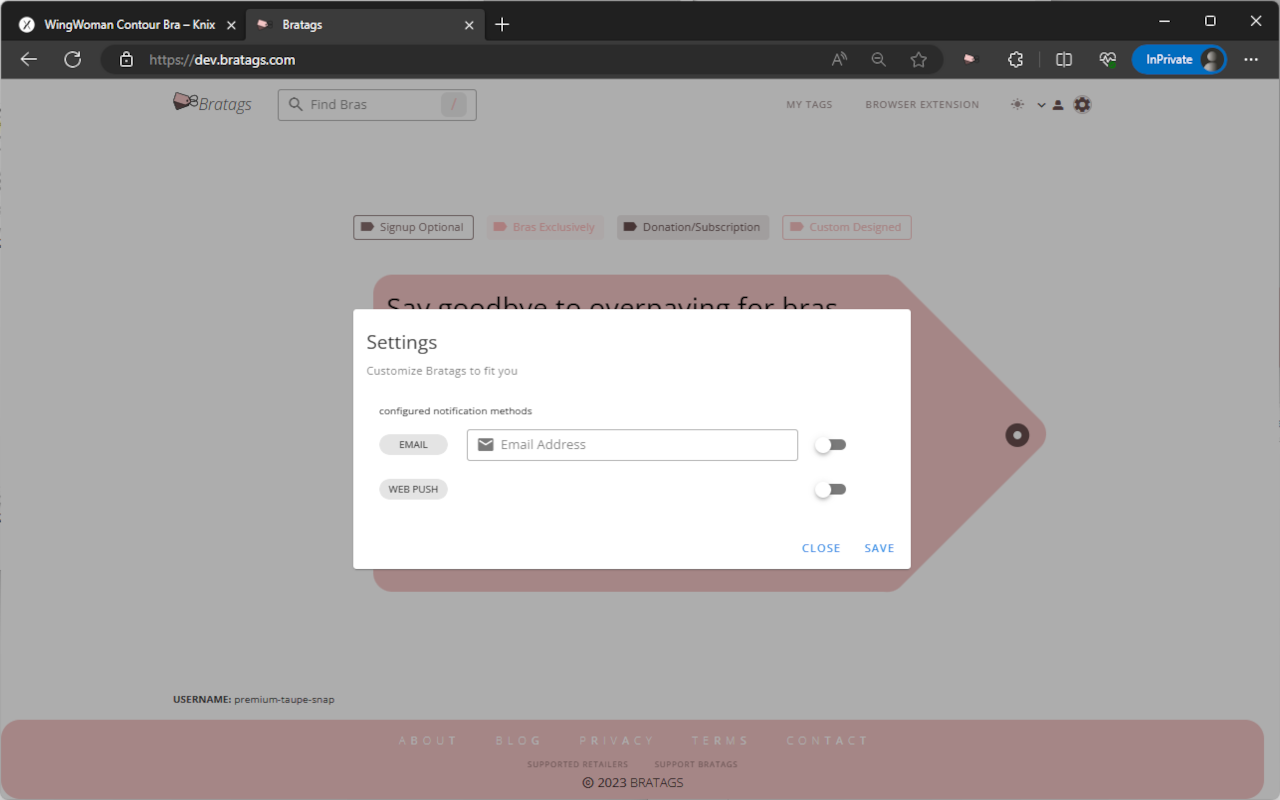 WingWoman Contour Bra – Knix
Bratags
https://dev.bratags.com
InPrivate
Bratags
Find Bras
/
MY TAGS
BROWSER EXTENSION
Signup Optional
Bras Exclusively
Donation/Subscription
Custom Designed
Say goodbye to overpaying for bras
Settings
Customize Bratags to fit you
configured notification methods
EMAIL
Email Address
WEB PUSH
CLOSE
SAVE
USERNAME: premium-taupe-snap
ABOUT
BLOG
PRIVACY
TERMS
CONTACT
SUPPORTED RETAILERS
SUPPORT BRATAGS
© 2023 BRATAGS